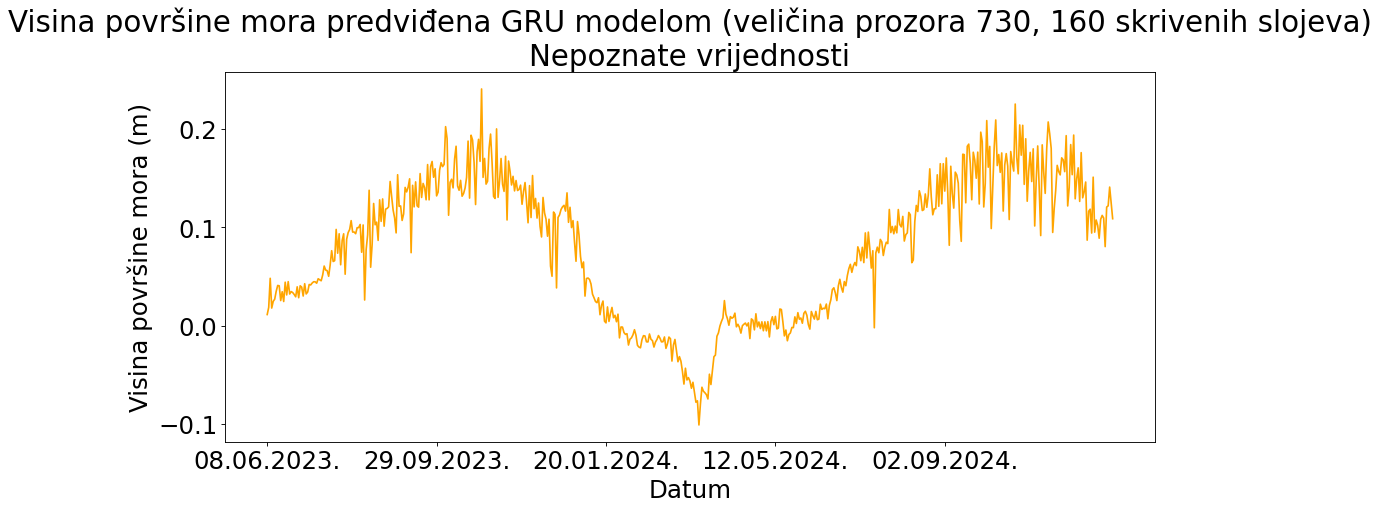 Visina površine mora predviđena GRU modelom (veličina prozora 730, 160 skrivenih slojeva)
Nepoznate vrijednosti
Visina površine mora (m)
0.2
0.1
0.0
−0.1
08.06.2023. 29.09.2023. 20.01.2024. 12.05.2024. 02.09.2024.
Datum